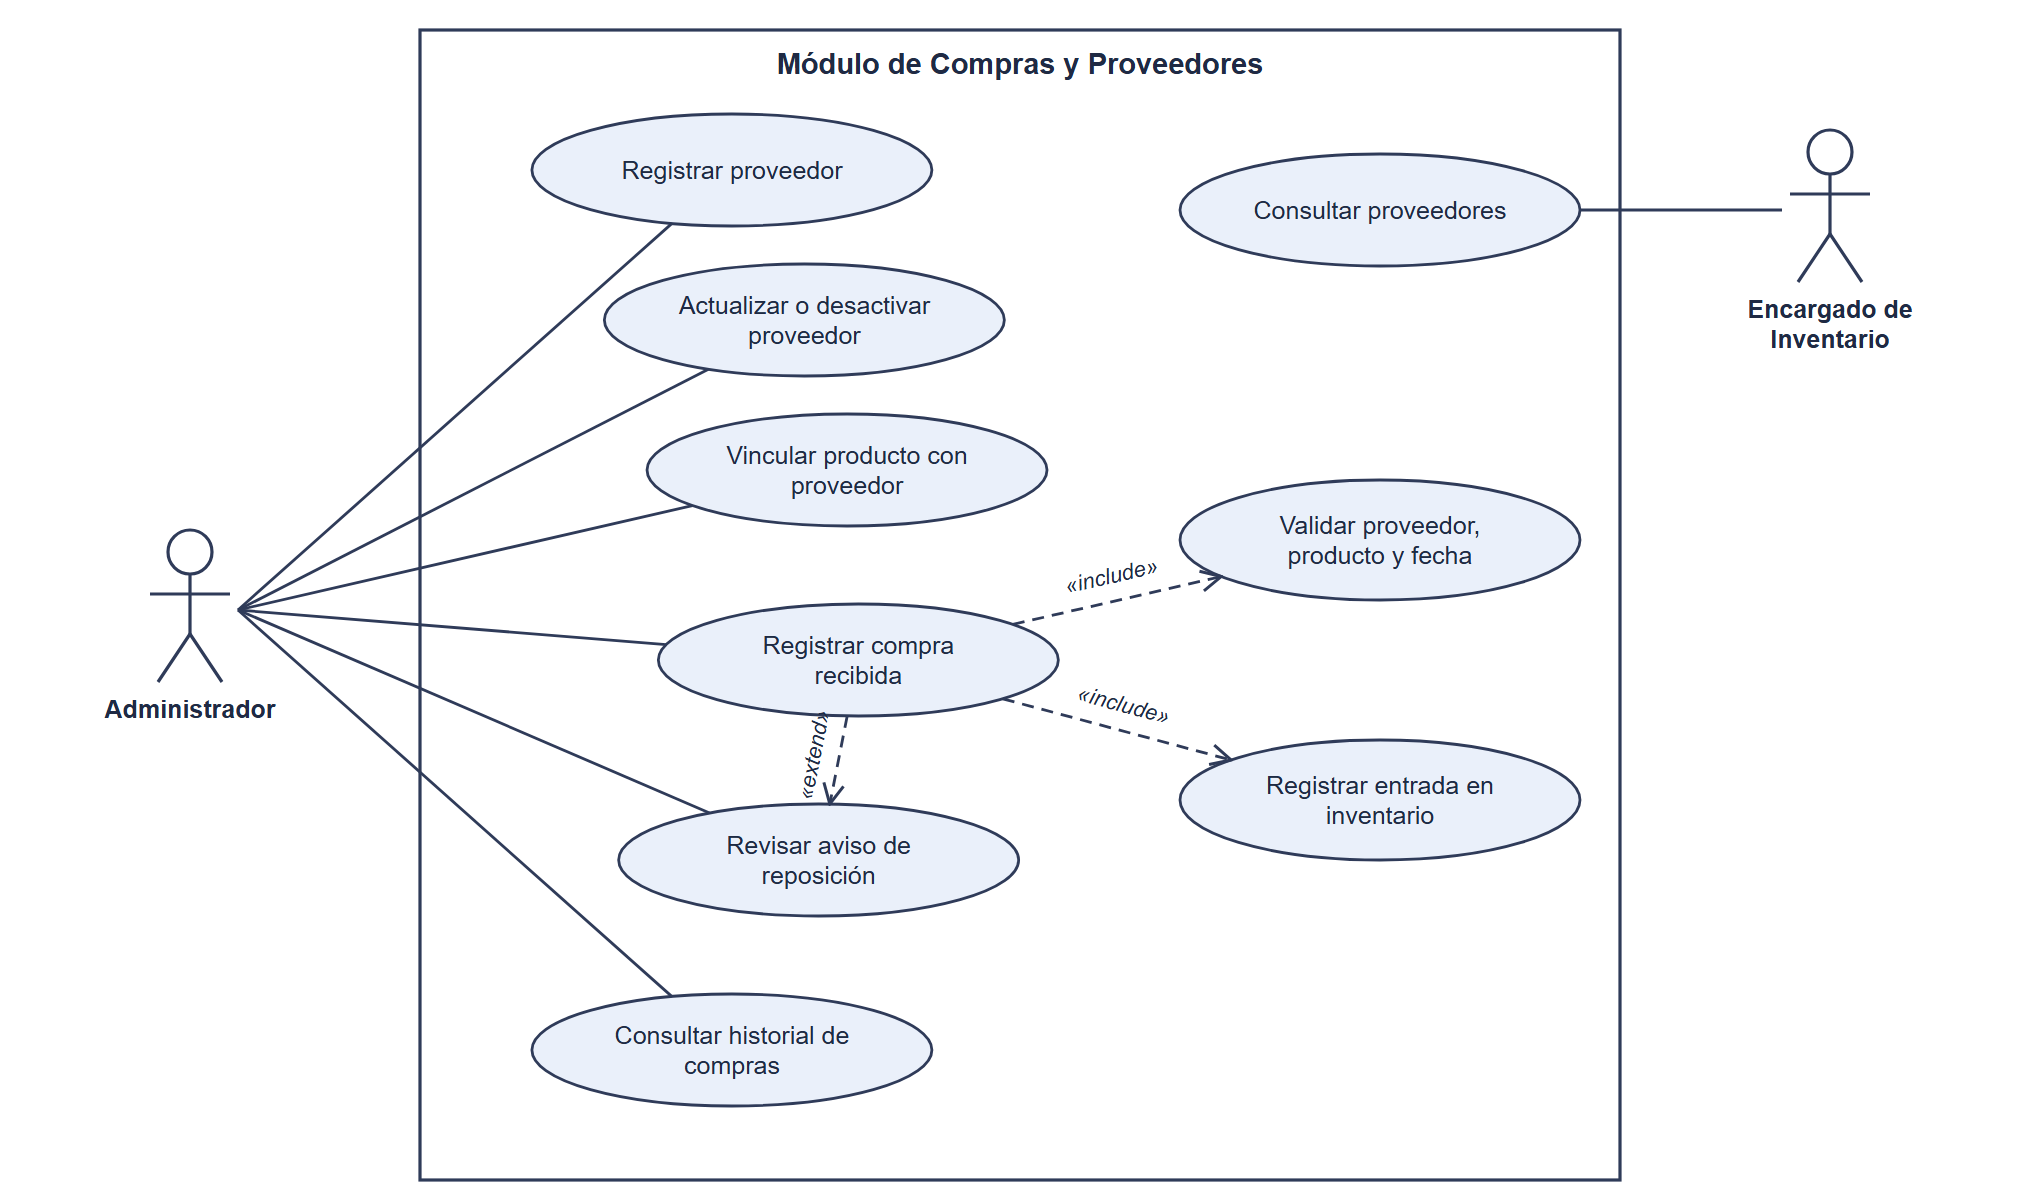 Módulo de Compras y Proveedores
Registrar proveedor
Consultar proveedores
Encargado de
Inventario
Actualizar o desactivar
proveedor
Vincular producto con
proveedor
Validar proveedor,
producto y fecha
«include»
Registrar compra
recibida
Administrador
«include»
«extend»
Registrar entrada en
inventario
Revisar aviso de
reposición
Consultar historial de
compras